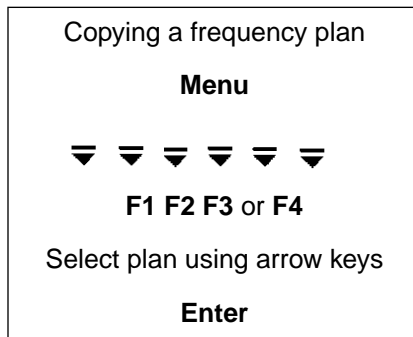 Copying a frequency plan
Menu
F1 F2 F3 or F4
Select plan using arrow keys
Enter